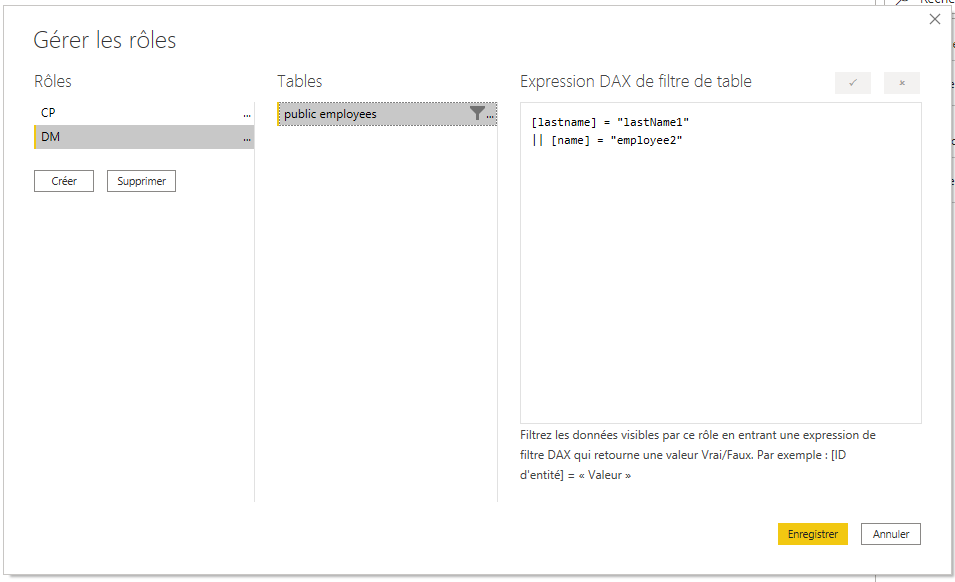 Gérer les rôles
Rôles
CP
...
DM
...
Créer
Supprimer
Tables
public employees
...
Expression DAX de filtre de table
[lastname] = "lastName1"
|| [name] = "employee2"
Filtrez les données visibles par ce rôle en entrant une expression de
filtre DAX qui retourne une valeur Vrai/Faux. Par exemple : [ID
d'entité] = « Valeur »
Enregistrer
Annuler